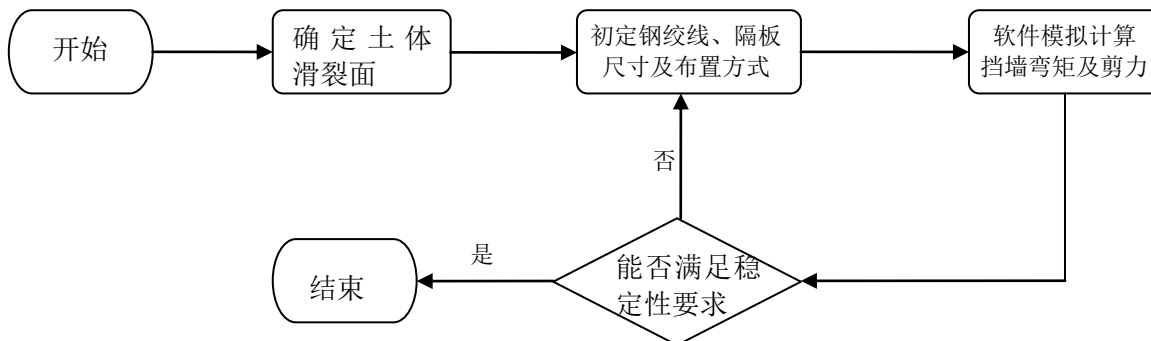 开始
确定土体
滑裂面
初定钢绞线、隔板
尺寸及布置方式
软件模拟计算
挡墙弯矩及剪力
否
是
能否满足稳
定性要求
结束